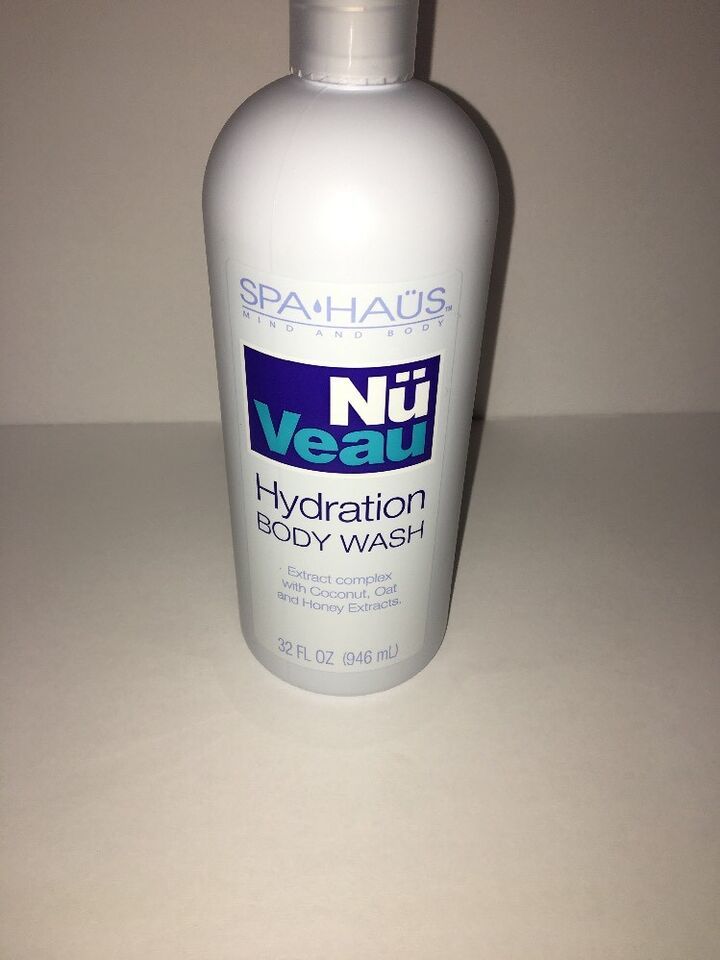 SPA HAÜS™
MIND AND BODY
Nü
Veau
Hydration
BODY WASH
Extract complex
with Coconut, Oat
and Honey Extracts.
32 FL OZ (946 mL)